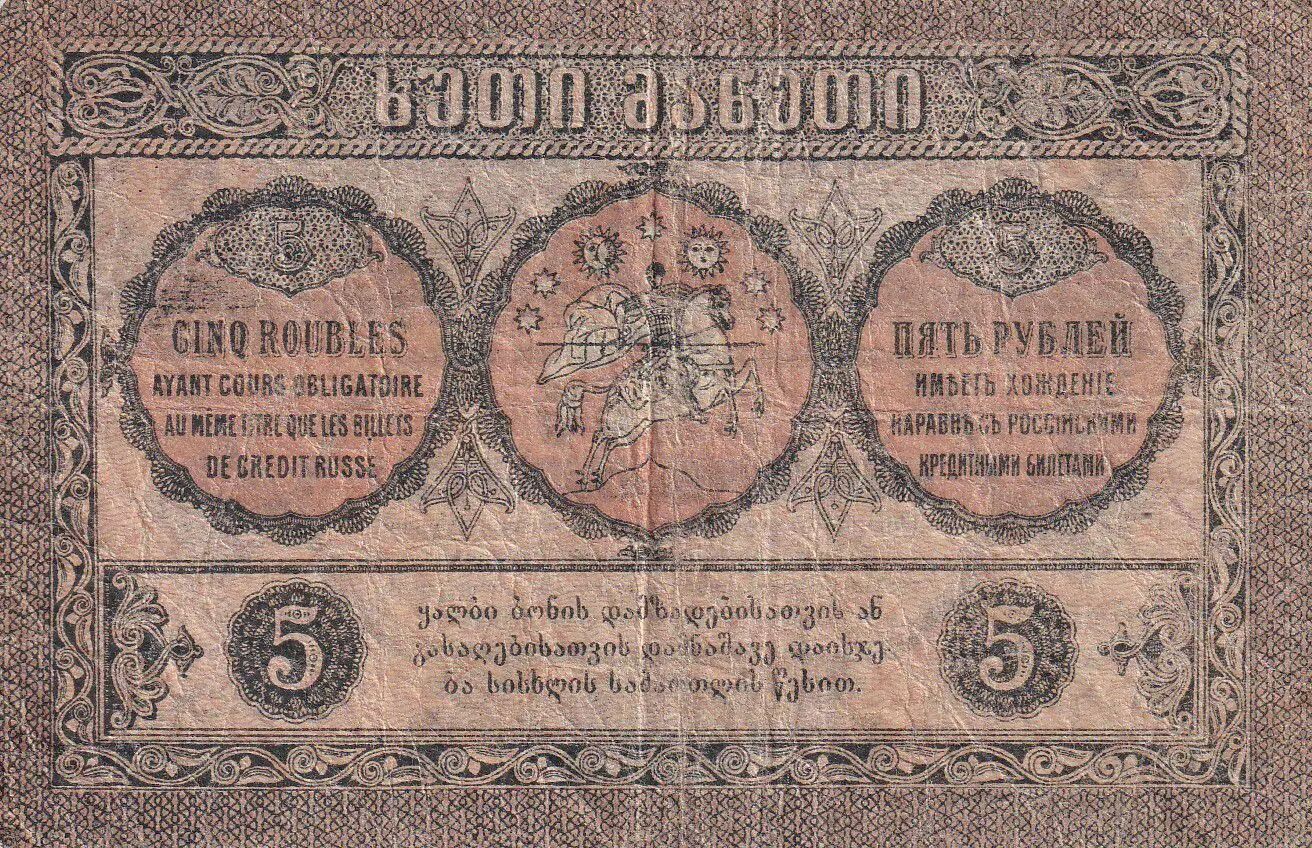 ხუთი მანეთი
5
CINQ ROUBLES
AYANT COURS OBLIGATOIRE
AU MÊME TITRE QUE LES BILLETS
DE CREDIT RUSSE
5
ПЯТЬ РУБЛЕЙ
ИМѢЕТЪ ХОЖДЕНІЕ
НАРАВНѢ СЪ РОССІЙСКИМИ
КРЕДИТНЫМИ БИЛЕТАМИ
5
ყალბი ბონის დამზადებისათვის ან
გასაღებისათვის დამნაშავე დაისჯე-
ბა სისხლის სამართლის წესით.
5